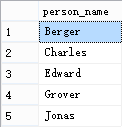 person_name
1 Berger
2 Charles
3 Edward
4 Grover
5 Jonas